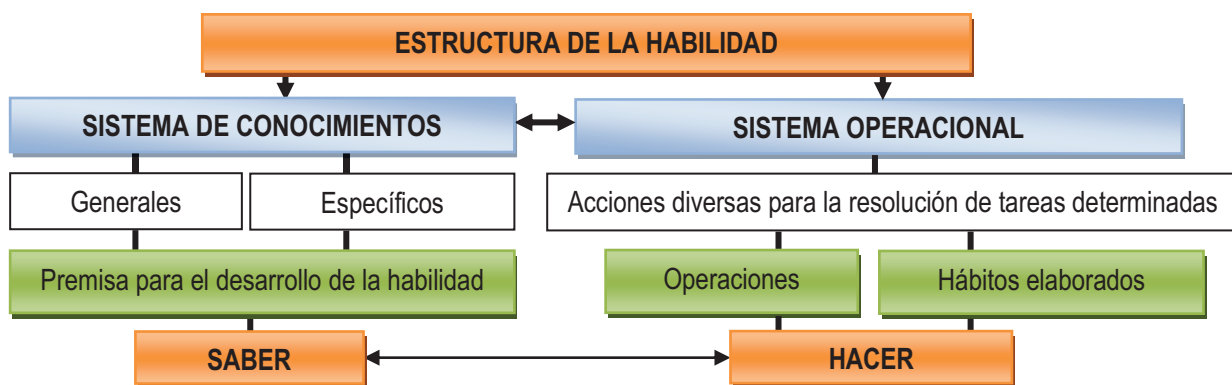 ESTRUCTURA DE LA HABILIDAD
SISTEMA DE CONOCIMIENTOS
SISTEMA OPERACIONAL
Generales
Específicos
Acciones diversas para la resolución de tareas determinadas
Premisa para el desarrollo de la habilidad
Operaciones
Hábitos elaborados
SABER
HACER